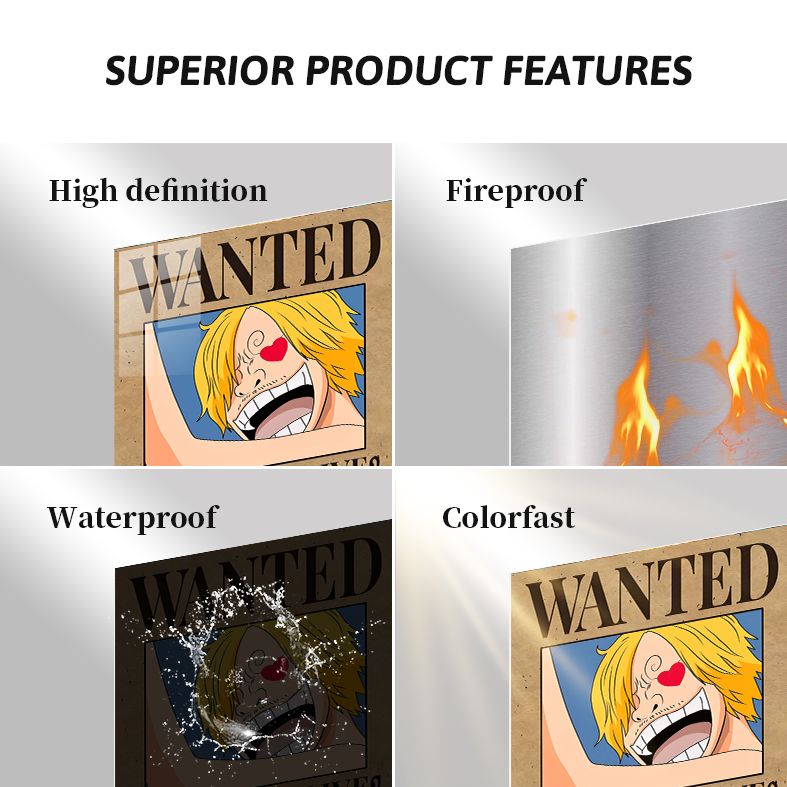 SUPERIOR PRODUCT FEATURES
High definition
Fireproof
WANTED
Waterproof
Colorfast
WANTED
WANTED